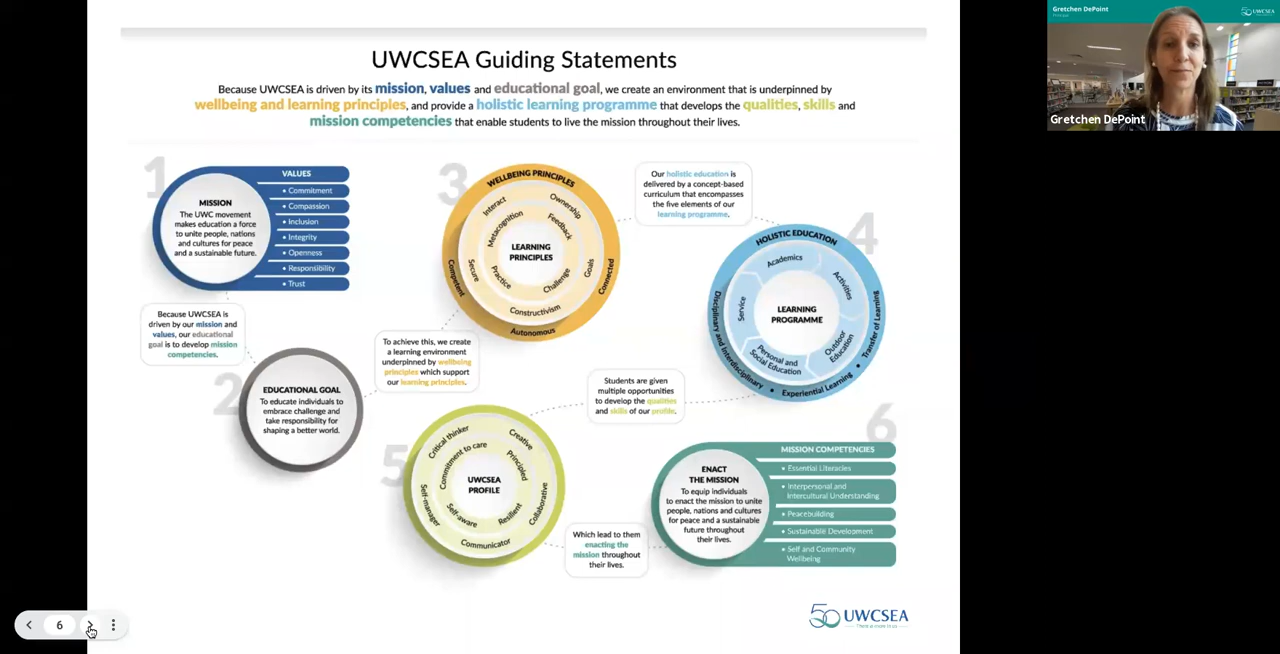 UWCSEA Guiding Statements
Because UWCSEA is driven by its mission, values and educational goal, we create an environment that is underpinned by
wellbeing and learning principles, and provide a holistic learning programme that develops the qualities, skills and
mission competencies that enable students to live the mission throughout their lives.
1
MISSION
The UWC movement
makes education a force
to unite people, nations
and cultures for peace
and a sustainable future.
VALUES
• Commitment
• Compassion
• Inclusion
• Integrity
• Openness
• Responsibility
• Trust
Because UWCSEA is
driven by our mission and
values, our educational
goal is to develop mission
competencies.
2
EDUCATIONAL GOAL
To educate individuals to
embrace challenge and
take responsibility for
shaping a better world.
To achieve this, we create
a learning environment
underpinned by wellbeing
principles which support
our learning principles.
3
WELLBEING PRINCIPLES
Interact
Ownership
Metacognition
Feedback
LEARNING
PRINCIPLES
Secure
Practice
Challenge
Goals
Competent
Connected
Constructivism
Autonomous
Our holistic education is
delivered by a concept-based
curriculum that encompasses
the five elements of our
learning programme.
4
HOLISTIC EDUCATION
Academics
Activities
Service
LEARNING
PROGRAMME
Personal and
Social Education
Outdoor
Education
Disciplinary and Interdisciplinary • Experiential Learning • Transfer of Learning
Students are given
multiple opportunities
to develop the qualities
and skills of our profile.
5
Critical thinker
Creative
Commitment to care
Principled
UWCSEA
PROFILE
Self-manager
Self-aware
Resilient
Collaborative
Communicator
Which lead to them
enacting the
mission throughout
their lives.
6
ENACT
THE MISSION
To equip individuals
to enact the mission to unite
people, nations and cultures
for peace and a sustainable
future throughout
their lives.
MISSION COMPETENCIES
• Essential Literacies
• Interpersonal and
Intercultural Understanding
• Peacebuilding
• Sustainable Development
• Self and Community
Wellbeing
50 UWCSEA
6
Gretchen DePoint
Principal
50 UWCSEA
Gretchen DePoint